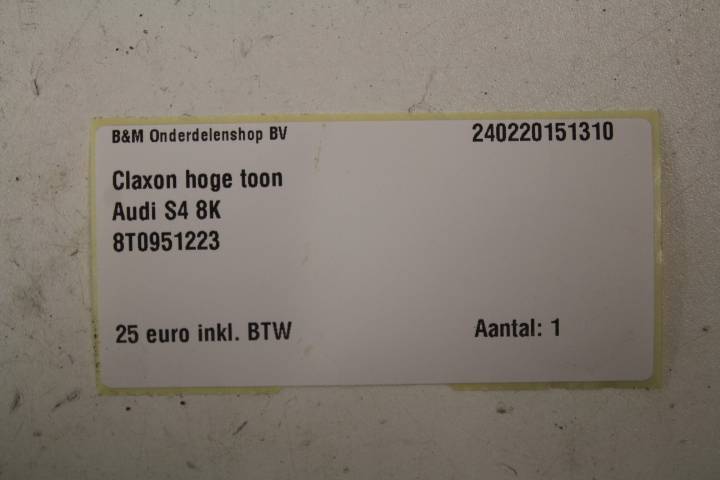 B&M Onderdelenshop BV 240220151310
Claxon hoge toon
Audi S4 8K
8T0951223
25 euro inkl. BTW Aantal: 1